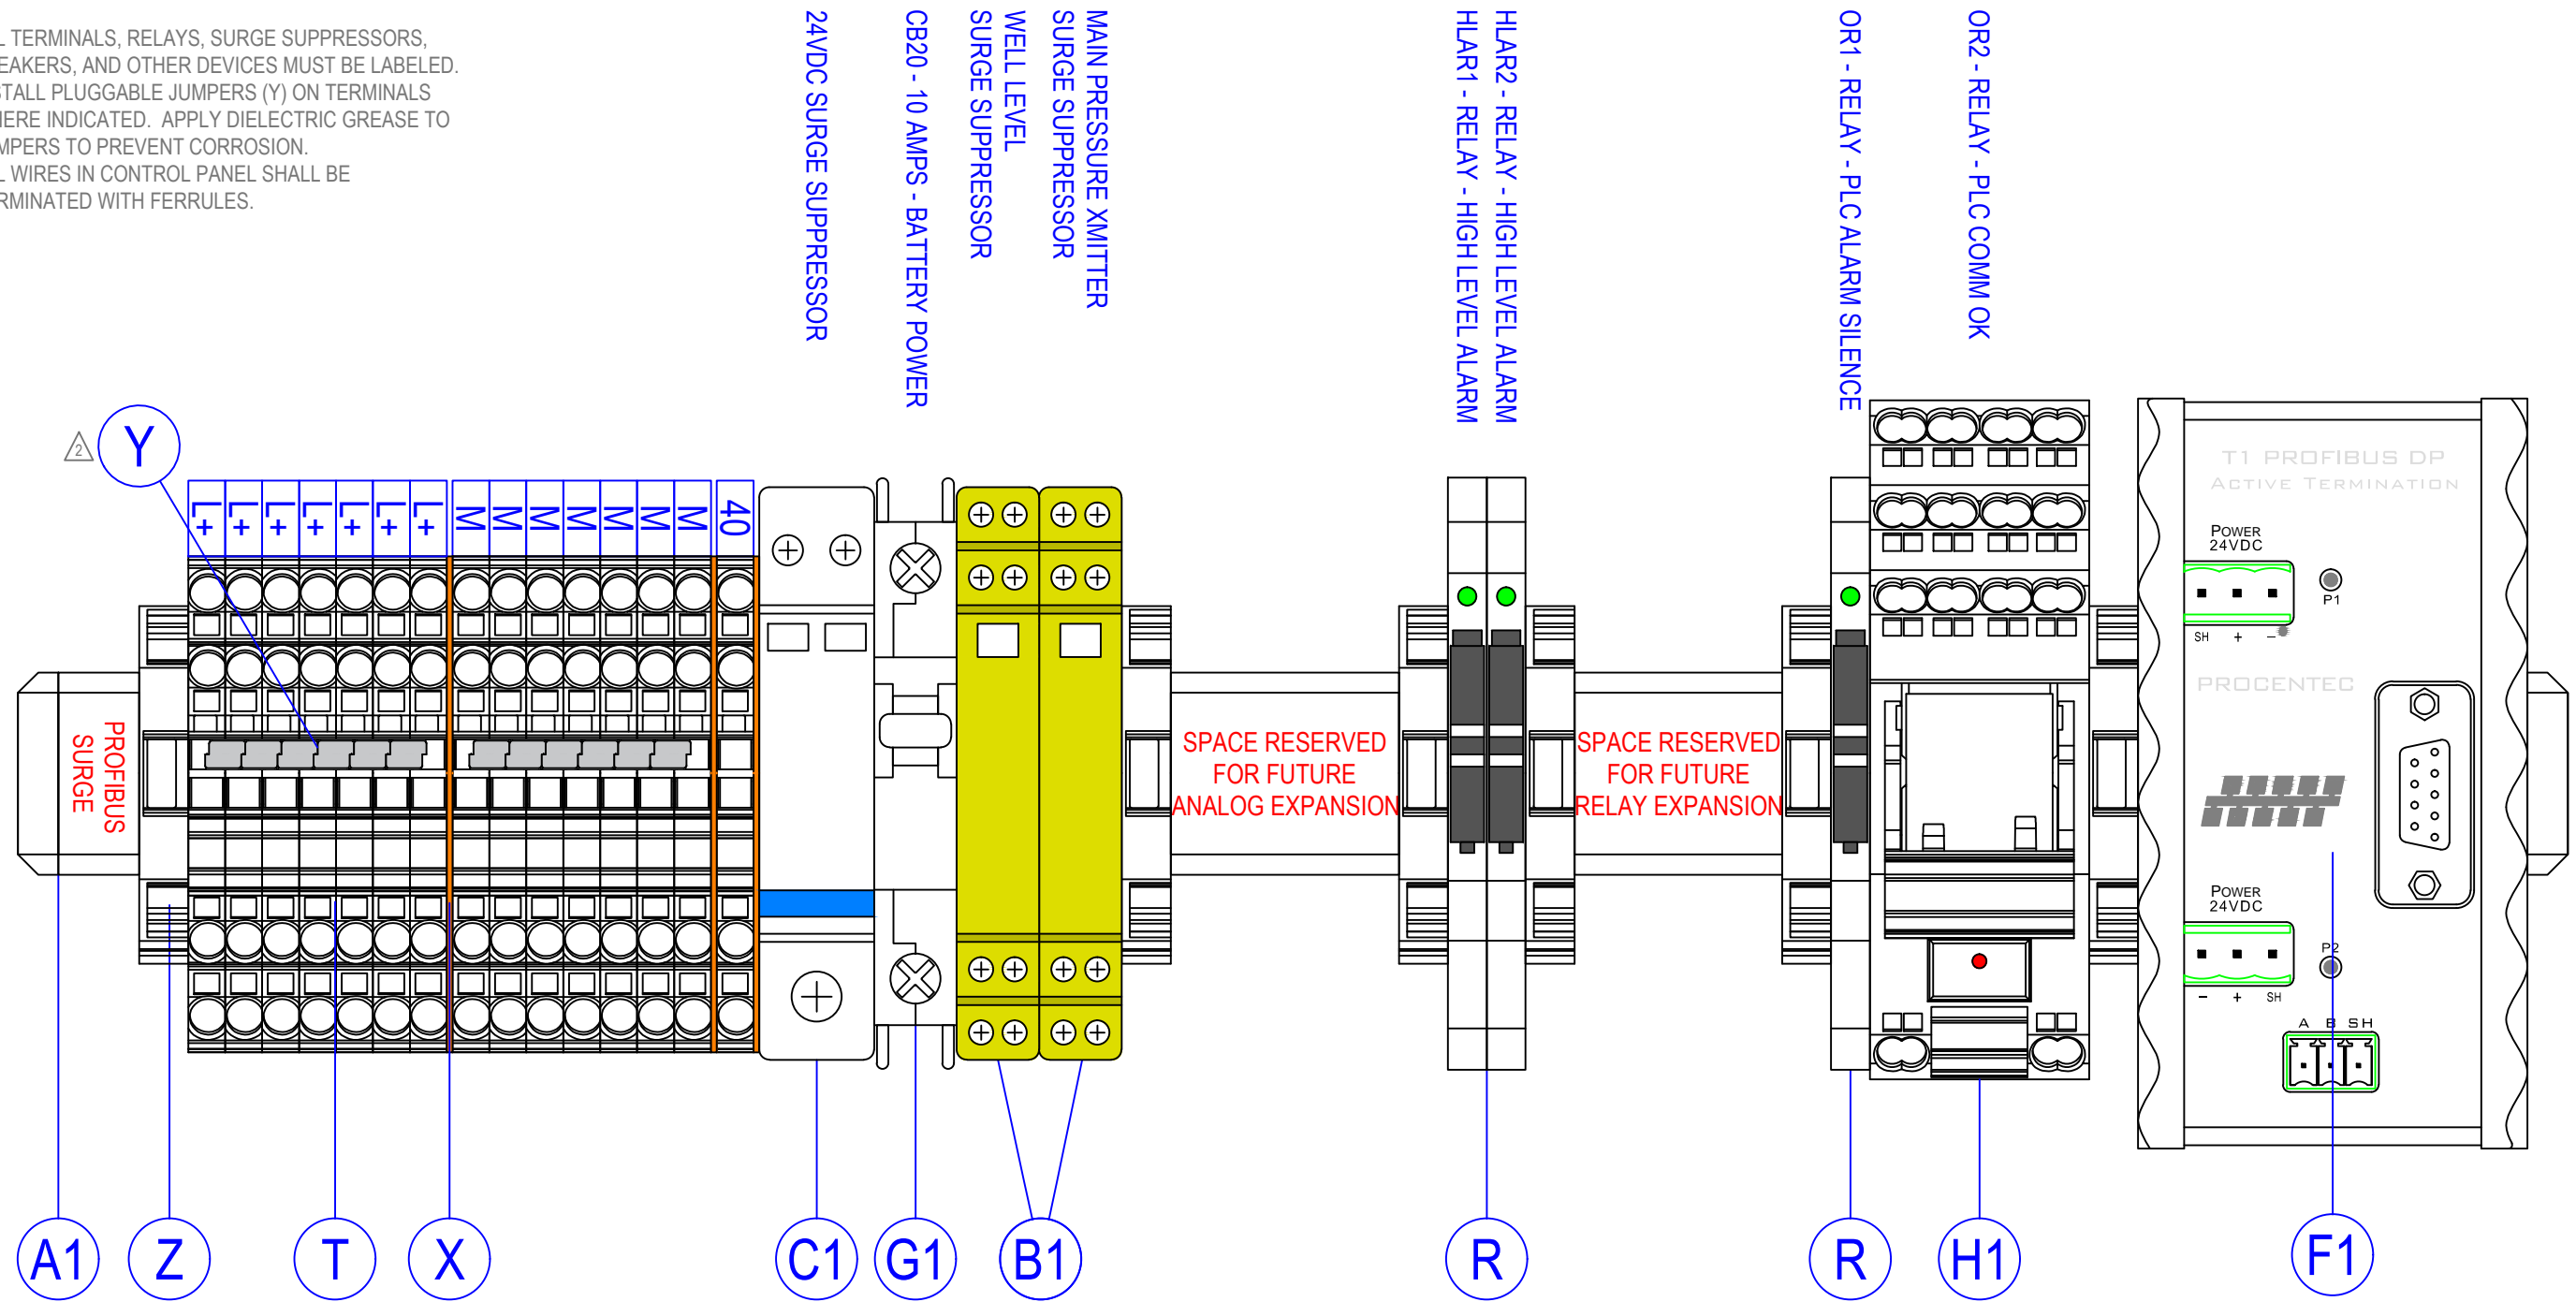 L TERMINALS, RELAYS, SURGE SUPPRESSORS,
EAKERS, AND OTHER DEVICES MUST BE LABELED.
STALL PLUGGABLE JUMPERS (Y) ON TERMINALS
HERE INDICATED. APPLY DIELECTRIC GREASE TO
MPERS TO PREVENT CORROSION.
L WIRES IN CONTROL PANEL SHALL BE
RMINATED WITH FERRULES.
24VDC SURGE SUPPRESSOR
CB20 - 10 AMPS - BATTERY POWER
WELL LEVEL
SURGE SUPPRESSOR
MAIN PRESSURE XMITTER
SURGE SUPPRESSOR
HLAR2 - RELAY - HIGH LEVEL ALARM
HLAR1 - RELAY - HIGH LEVEL ALARM
OR1 - RELAY - PLC ALARM SILENCE
OR2 - RELAY - PLC COMM OK
2
Y
L+
L+
L+
L+
L+
L+
L+
M
M
M
M
M
M
M
40
PROFIBUS
SURGE
SPACE RESERVED
FOR FUTURE
ANALOG EXPANSION
SPACE RESERVED
FOR FUTURE
RELAY EXPANSION
T1 PROFIBUS DP
ACTIVE TERMINATION
POWER
24VDC
P1
SH + -
PROCENTEC
POWER
24VDC
P2
- + SH
A B SH
A1
Z
T
X
C1
G1
B1
R
R
H1
F1